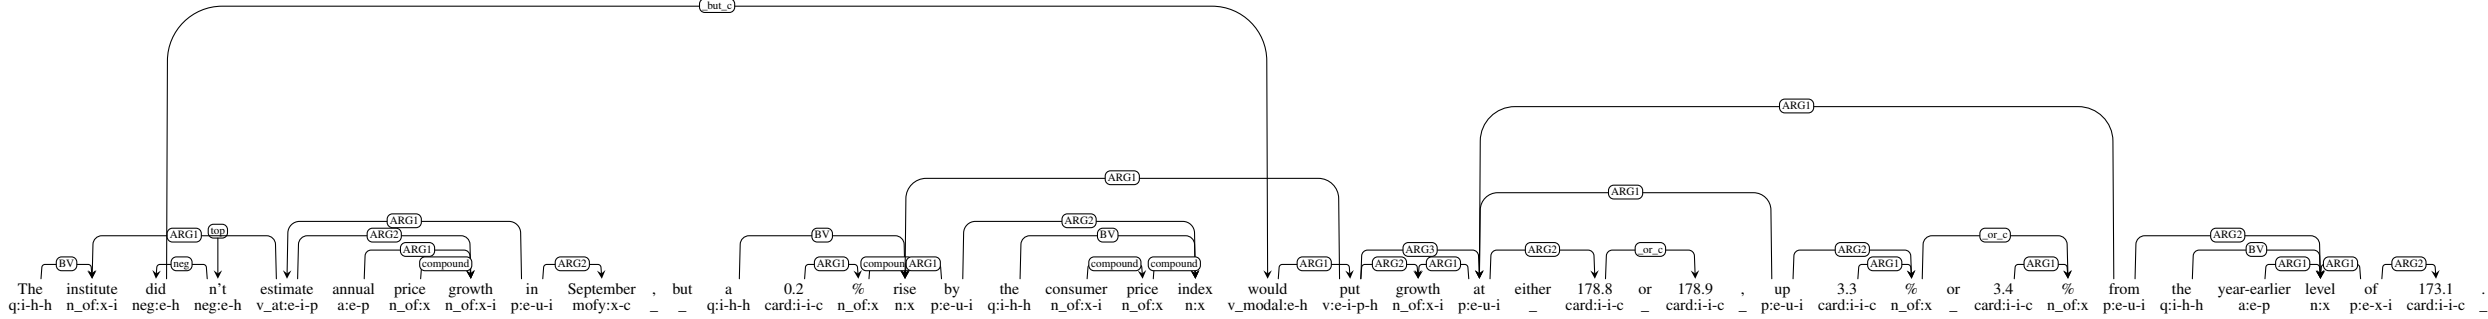 _but_c
ARG1
ARG1
ARG1
ARG1 top ARG2 ARG1 BV ARG2 BV ARG3 ARG2 _or_c ARG2 _or_c ARG2 BV
BV neg compound ARG2 ARG1 compoun ARG1 compound compound ARG1 ARG2 ARG1 ARG1 ARG1 ARG1 ARG1 ARG2
The institute did n't estimate annual price growth in September , but a 0.2 % rise by the consumer price index would put growth at either 178.8 or 178.9 , up 3.3 % or 3.4 % from the year-earlier level of 173.1 .
q:i-h-h n_of:x-i neg:e-h neg:e-h v_at:e-i-p a:e-p n_of:x n_of:x-i p:e-u-i mofy:x-c _ _ q:i-h-h card:i-i-c n_of:x n:x p:e-u-i q:i-h-h n_of:x-i n_of:x n:x v_modal:e-h v:e-i-p-h n_of:x-i p:e-u-i _ card:i-i-c _ card:i-i-c _ p:e-u-i card:i-i-c n_of:x _ card:i-i-c n_of:x p:e-u-i q:i-h-h a:e-p n:x p:e-x-i card:i-i-c _